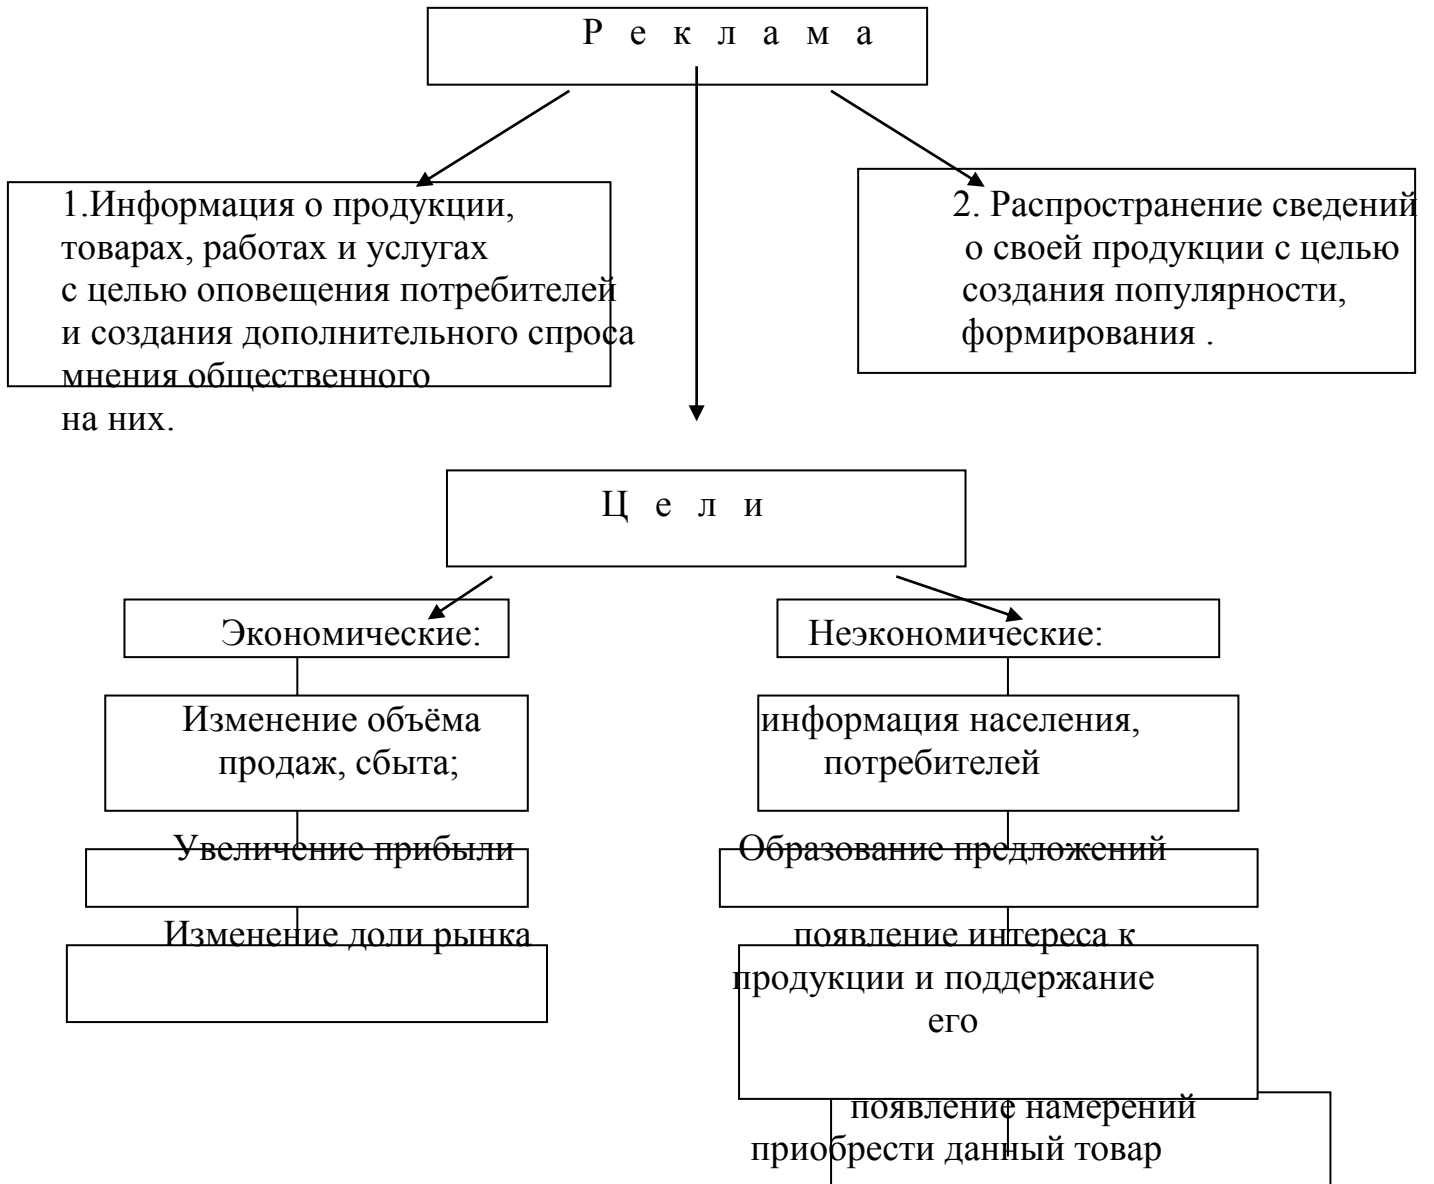 Р е к л а м а
1.Информация о продукции,
товарах, работах и услугах
с целью оповещения потребителей
и создания дополнительного спроса
мнения общественного
на них.
2. Распространение сведений
о своей продукции с целью
создания популярности,
формирования .
Ц е л и
Экономические:
Изменение объёма
продаж, сбыта;
Увеличение прибыли
Изменение доли рынка
Неэкономические:
информация населения,
потребителей
Образование предложений
появление интереса к
продукции и поддержание
его
появление намерений
приобрести данный товар